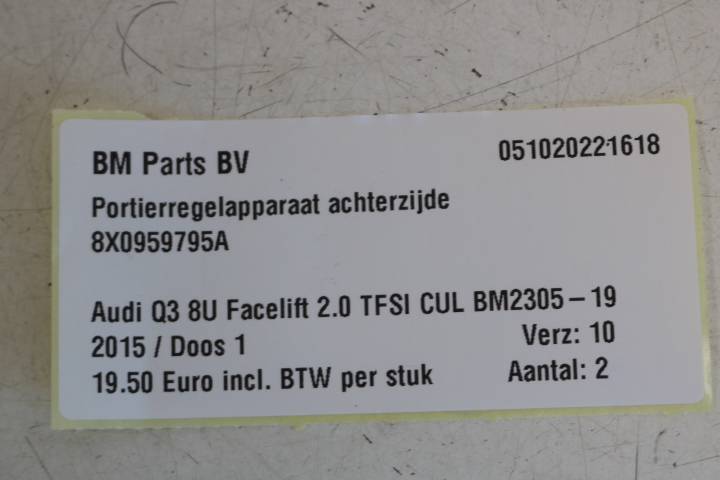 BM Parts BV 051020221618
Portierregelapparaat achterzijde
8X0959795A
Audi Q3 8U Facelift 2.0 TFSI CUL BM2305-19
2015 / Doos 1 Verz: 10
19.50 Euro incl. BTW per stuk Aantal: 2